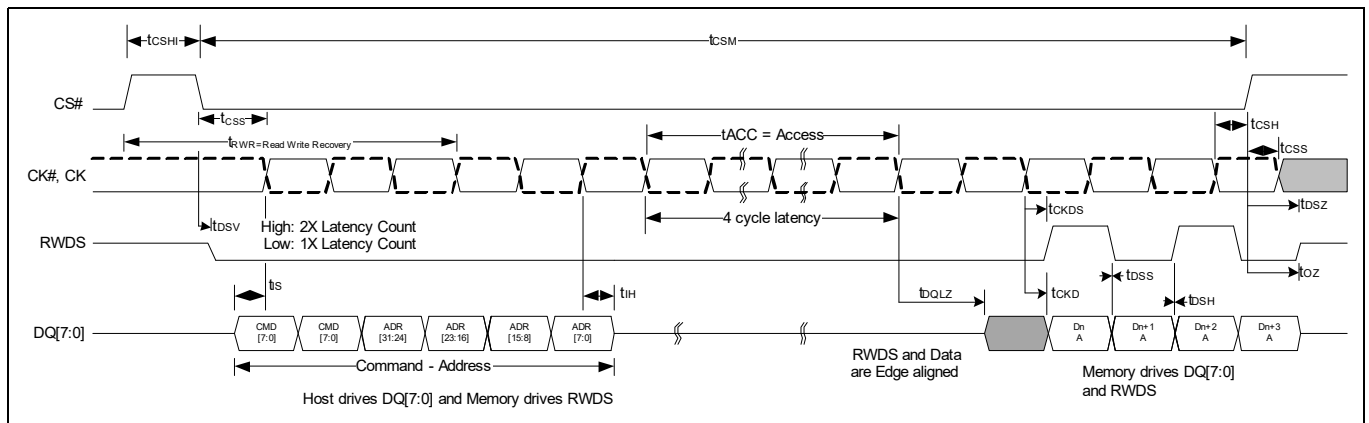 tCSHI
tCSM
CS#
tCSS
tCSH
tRWR=Read Write Recovery
tACC = Access
tCSS
CK#, CK
tDSV
High: 2X Latency Count
Low: 1X Latency Count
4 cycle latency
tCKDS
tDSZ
RWDS
tIS
tIH
tDQLZ
tCKD
tDSS
tDSH
tOZ
DQ[7:0]
CMD [7:0]
CMD [7:0]
ADR [31:24]
ADR [23:16]
ADR [15:8]
ADR [7:0]
Dn A
Dn+1 A
Dn+2 A
Dn+3 A
Command - Address
RWDS and Data
are Edge aligned
Memory drives DQ[7:0]
and RWDS
Host drives DQ[7:0] and Memory drives RWDS